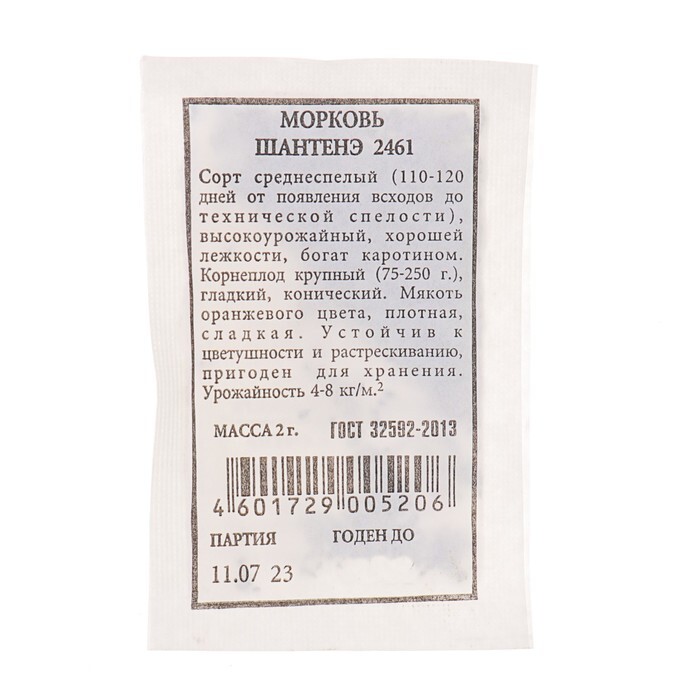 МОРКОВЬ
ШАНТЕНЭ 2461
Сорт среднеспелый (110-120
дней от появления всходов до
технической спелости),
высокоурожайный, хорошей
лежкости, богат каротином.
Корнеплод крупный (75-250 г.),
гладкий, конический. Мякоть
оранжевого цвета, плотная,
сладкая. Устойчив к
цветушности и растрескиванию,
пригоден для хранения.
Урожайность 4-8 кг/м.²
МАССА 2 г. ГОСТ 32592-2013
4 601729 005206
ПАРТИЯ ГОДЕН ДО
11.07 23